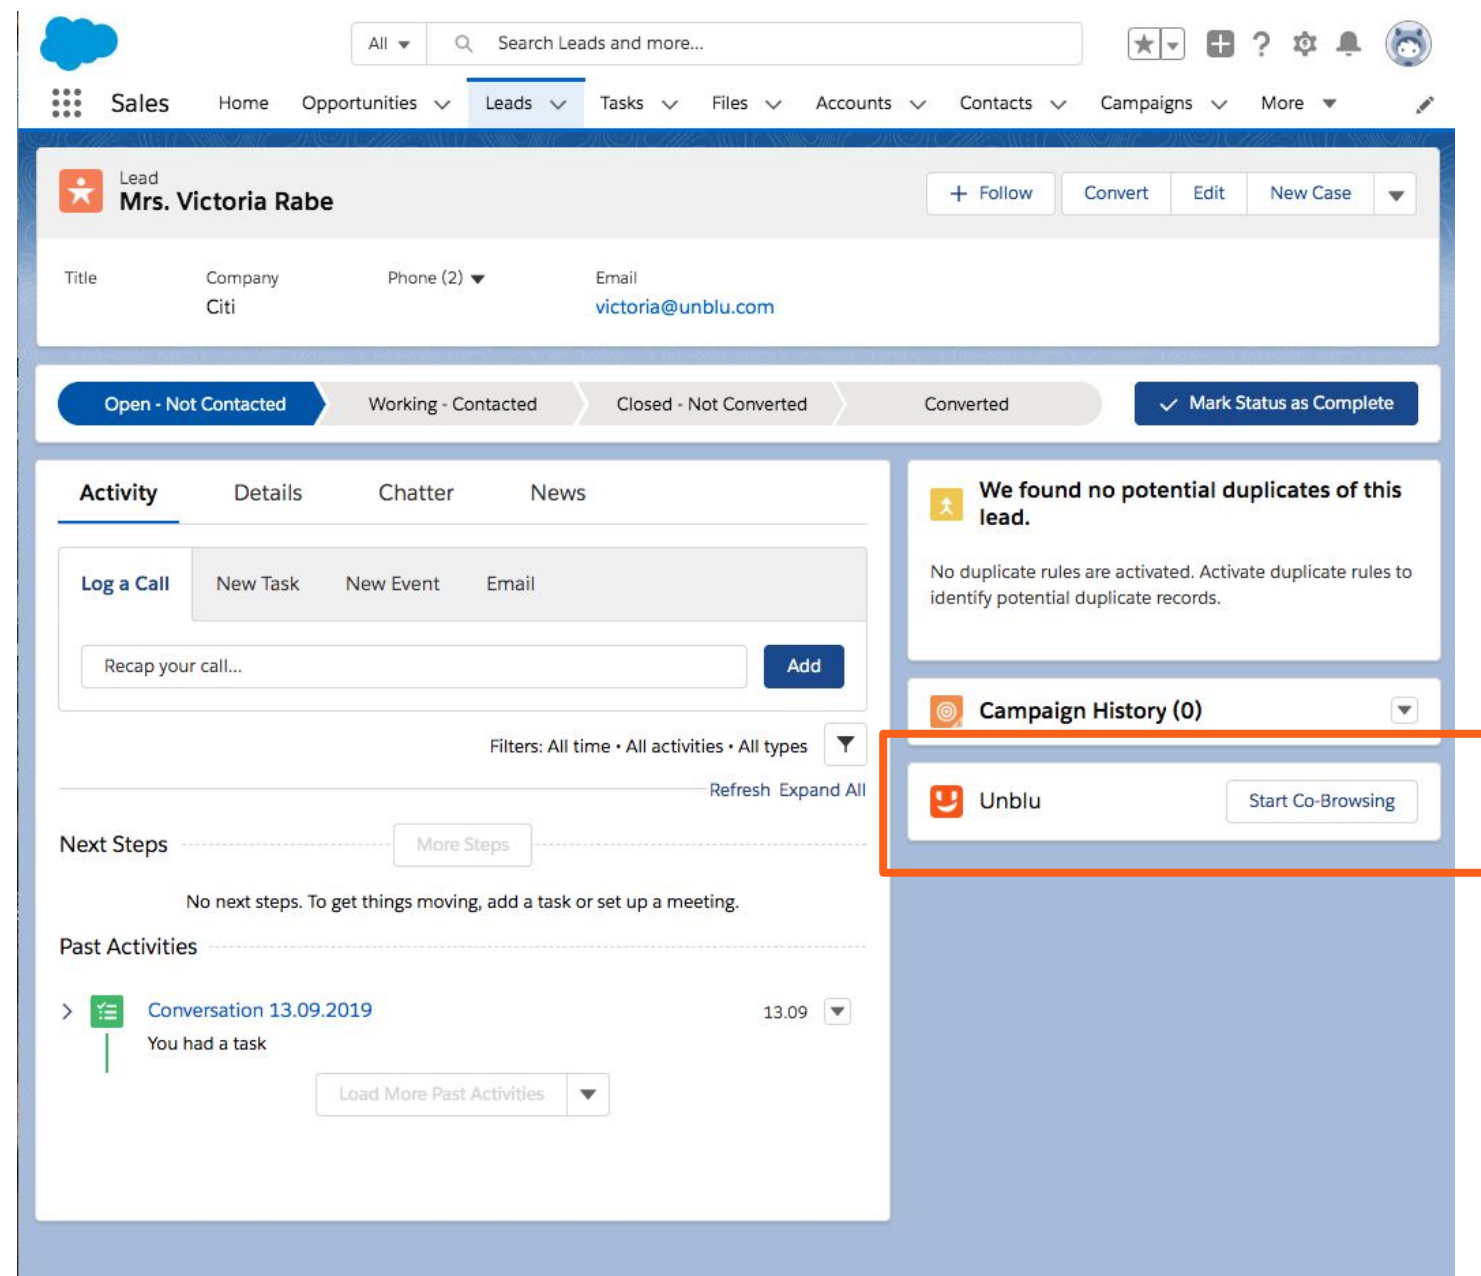 All
Search Leads and more...
Sales Home Opportunities Leads Tasks Files Accounts Contacts Campaigns More
Lead
Mrs. Victoria Rabe
+ Follow Convert Edit New Case
Title Company Phone (2) Email
Citi victoria@unblu.com
Open - Not Contacted Working - Contacted Closed - Not Converted Converted Mark Status as Complete
Activity Details Chatter News
Log a Call New Task New Event Email
Recap your call... Add
Filters: All time • All activities • All types
Refresh Expand All
Next Steps More Steps
No next steps. To get things moving, add a task or set up a meeting.
Past Activities
Conversation 13.09.2019 13.09
You had a task
Load More Past Activities
We found no potential duplicates of this
lead.
No duplicate rules are activated. Activate duplicate rules to
identify potential duplicate records.
Campaign History (0)
Unblu Start Co-Browsing